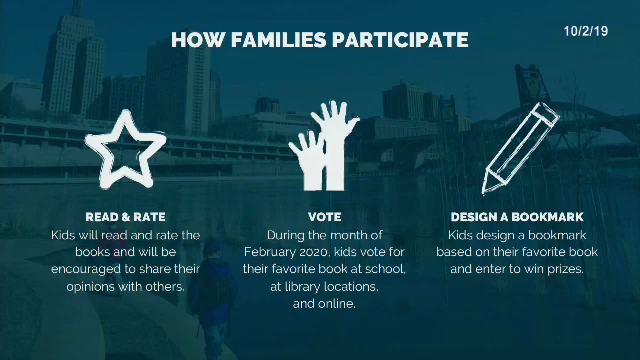 HOW FAMILIES PARTICIPATE
10/2/19
READ & RATE
Kids will read and rate the
books and will be
encouraged to share their
opinions with others.
VOTE
During the month of
February 2020, kids vote for
their favorite book at school,
at library locations,
and online.
DESIGN A BOOKMARK
Kids design a bookmark
based on their favorite book
and enter to win prizes.